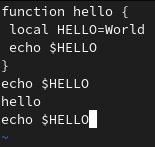 function hello {
 local HELLO=World
 echo $HELLO
}
echo $HELLO
hello
echo $HELLO
~